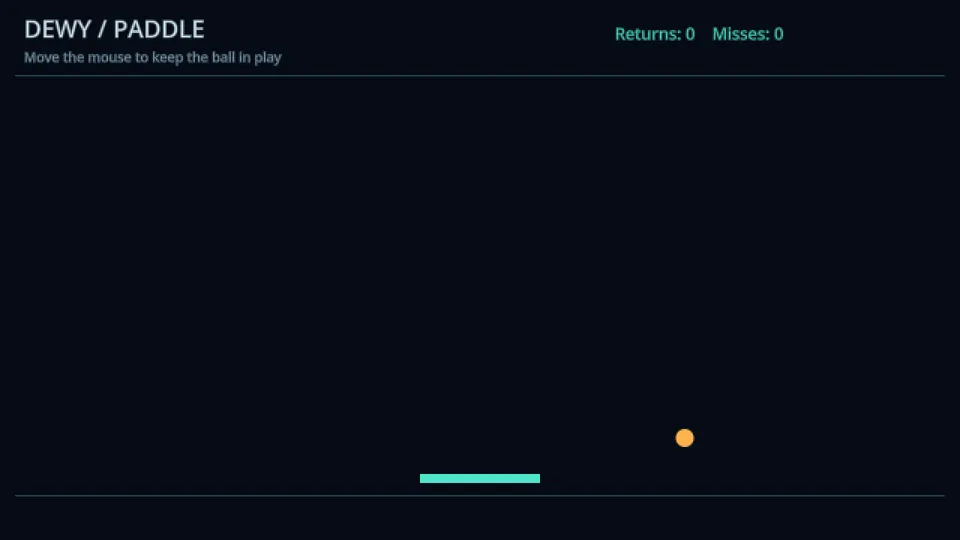 DEWY / PADDLE
Returns: 0 Misses: 0
Move the mouse to keep the ball in play